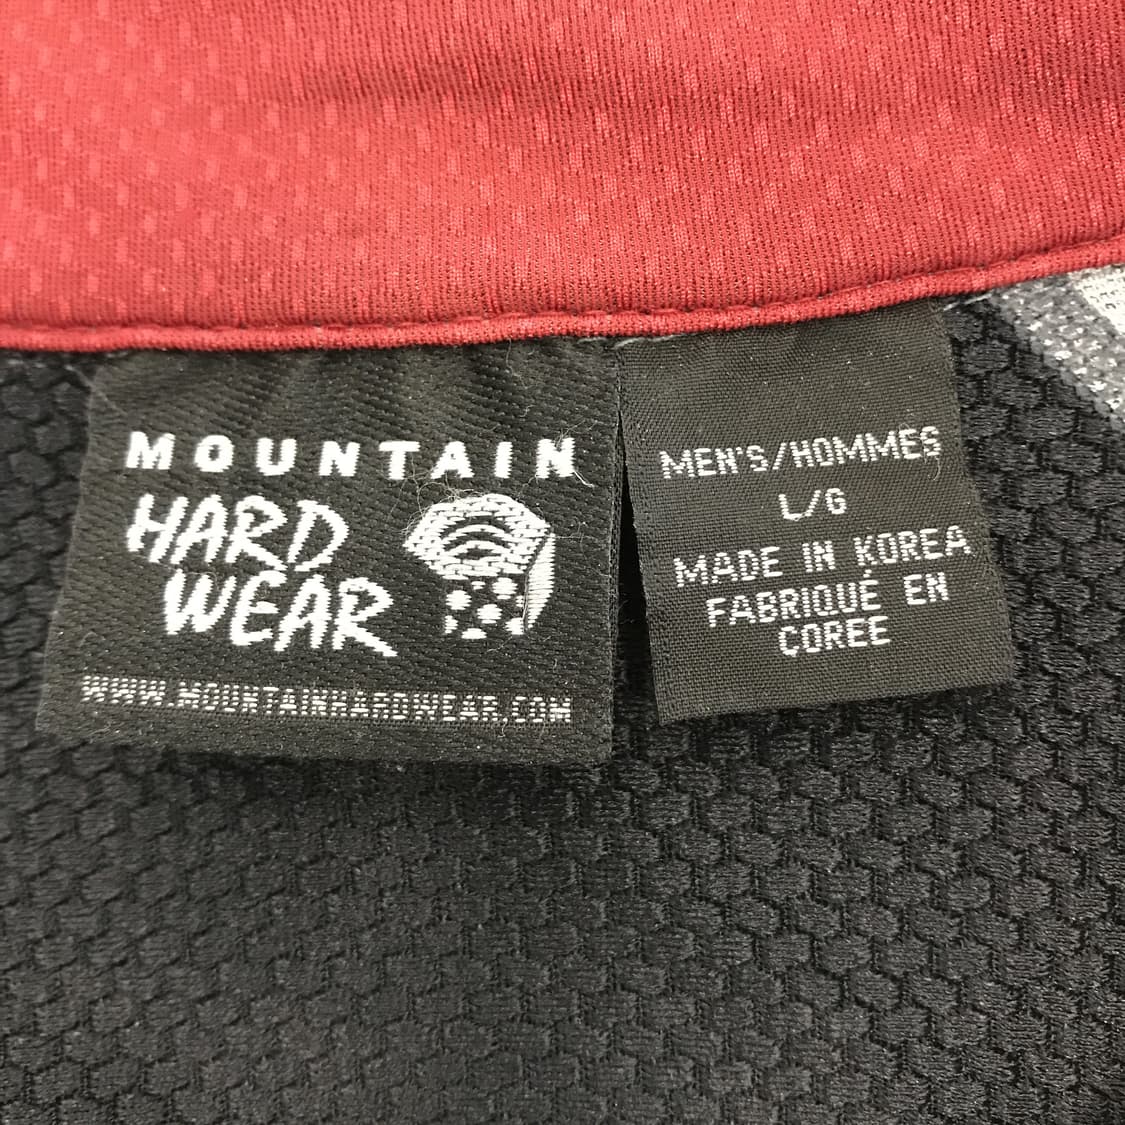 MOUNTAIN
HARD
WEAR
WWW.MOUNTAINHARDWEAR.COM
MEN'S/HOMMES
L/G
MADE IN KOREA
FABRIQUÉ EN
COREE